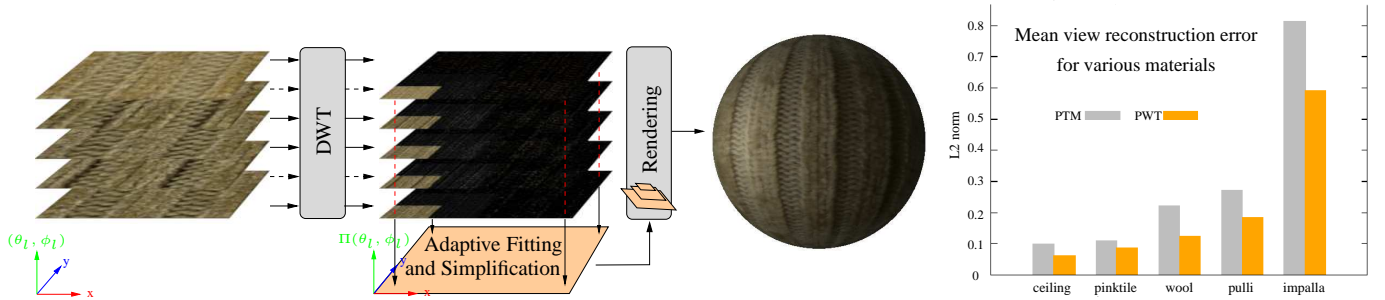 (θl, ϕl)
y
x
DWT
Π(θl, ϕl)
y
x
Adaptive Fitting
and Simplification
Rendering
Mean view reconstruction error
for various materials
PTM
PWT
L2 norm
0.8
0.7
0.6
0.5
0.4
0.3
0.2
0.1
0
ceiling
pinktile
wool
pulli
impalla